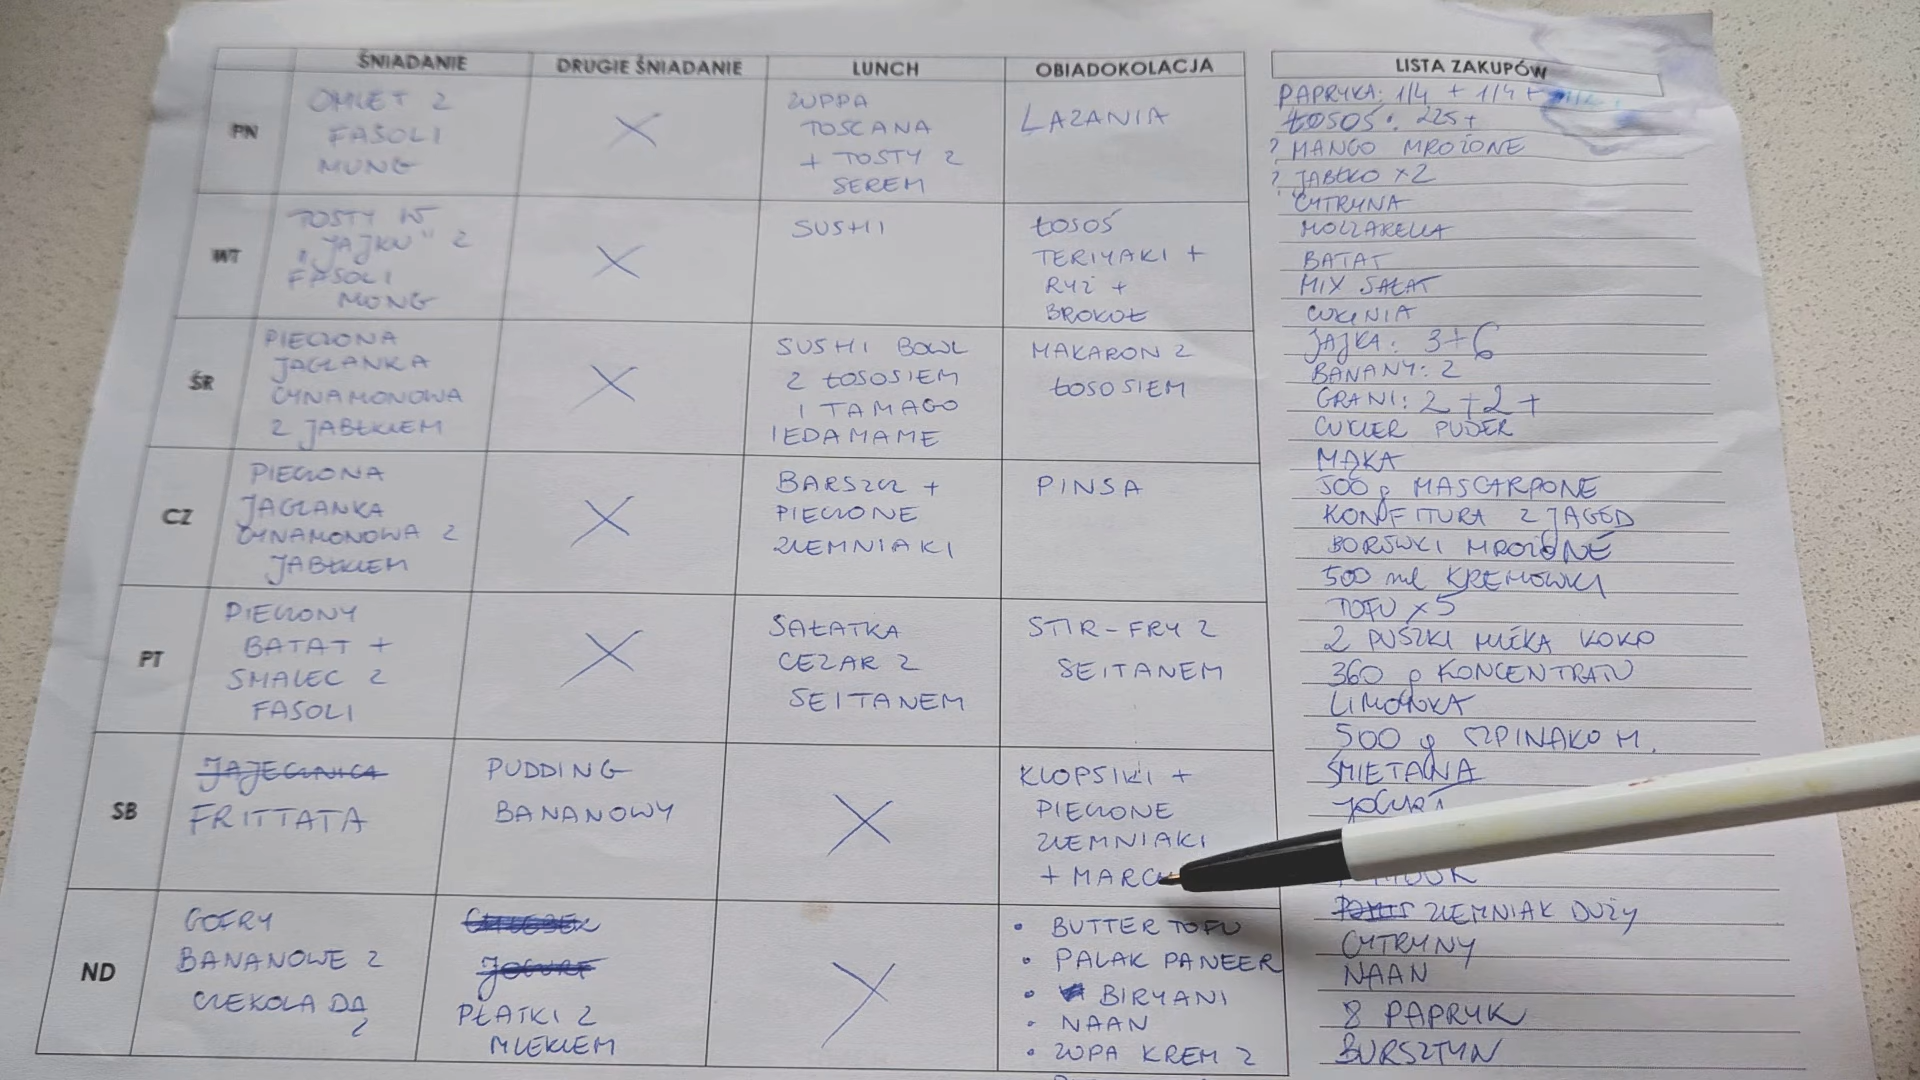 ŚNIADANIE DRUGIE ŚNIADANIE LUNCH OBIADOKOLACJA
PN
OMLET Z
FASOLI
MUNG
ZUPPA
TOSCANA
+ TOSTY Z
SEREM
LAZANIA
WT
TOSTY W
"JAJKU" Z
FASOLI
MUNG
SUSHI
ŁOSOŚ
TERIYAKI +
RYŻ +
BROKUŁ
ŚR
PIECZONA
JAGLANKA
CYNAMONOWA
Z JABŁKIEM
SUSHI BOWL
Z ŁOSOSIEM
I TAMAGO
I EDAMAME
MAKARON Z
ŁOSOSIEM
CZ
PIECZONA
JAGLANKA
CYNAMONOWA Z
JABŁKIEM
BARSZCZ +
PIECZONE
ZIEMNIAKI
PINSA
PT
PIECZONY
BATAT +
SMALEC Z
FASOLI
SAŁATKA
CEZAR Z
SEITANEM
STIR-FRY Z
SEITANEM
SB
JAJECZNICA
FRITTATA
PUDDING
BANANOWY
KLOPSIKI +
PIECZONE
ZIEMNIAKI
+ MARC
ND
GOFRY
BANANOWE Z
CZEKOLADĄ
Z
JOGURT
PŁATKI Z
MLEKIEM
• BUTTER TOFU
• PALAK PANEER
• BIRYANI
• NAAN
• ZUPA KREM Z
LISTA ZAKUPÓW
PAPRYKA: 1/4 + 1/4 +
ŁOSOŚ: 225+
? MANGO MROŻONE
? JABŁKO X2
CYTRYNA
MOZZARELLA
BATAT
MIX SAŁAT
CUKINIA
JAJKA: 3+6
BANANY: 2
GRANI: 2+2+
CUKIER PUDER
MĄKA
500 g MASCARPONE
KONFITURA Z JAGÓD
BORÓWKI MROŻONE
500 ml KREMÓWKI
TOFU x5
2 PUSZKI MLEKA KOKO
360 g KONCENTRATU
LIMONKA
500 g SZPINAKO M.
ŚMIETANA
JOGURT
ZIEMNIAK DUŻY
CYTRYNY
NAAN
8 PAPRYK
BURSZTYN